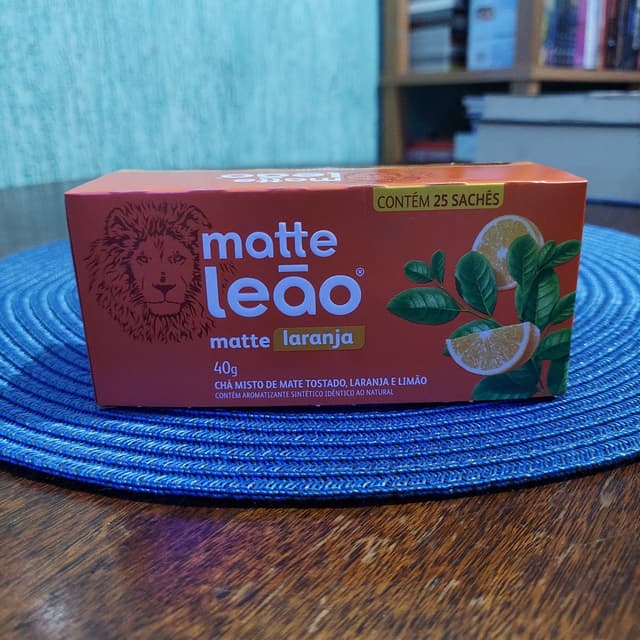 CONTÉM 25 SACHÊS
matte
leão®
matte laranja
40g
CHÁ MISTO DE MATE TOSTADO, LARANJA E LIMÃO
CONTÉM AROMATIZANTE SINTÉTICO IDÊNTICO AO NATURAL